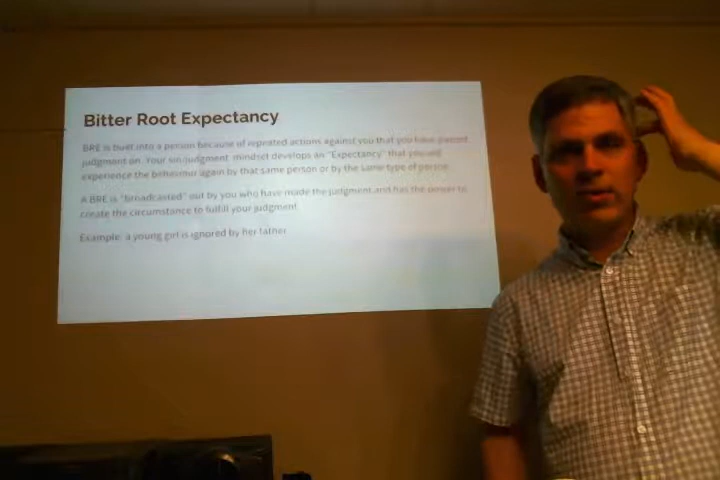 Bitter Root Expectancy
BRE is built into a person because of repeated actions against you that you have passed
judgment on. Your sin/judgment mindset develops an "Expectancy" that you will
experience the behaviour again by that same person or by the same type of person.
A BRE is "broadcasted" out by you who have made the judgment and has the power to
create the circumstance to fulfill your judgment.
Example: a young girl is ignored by her father